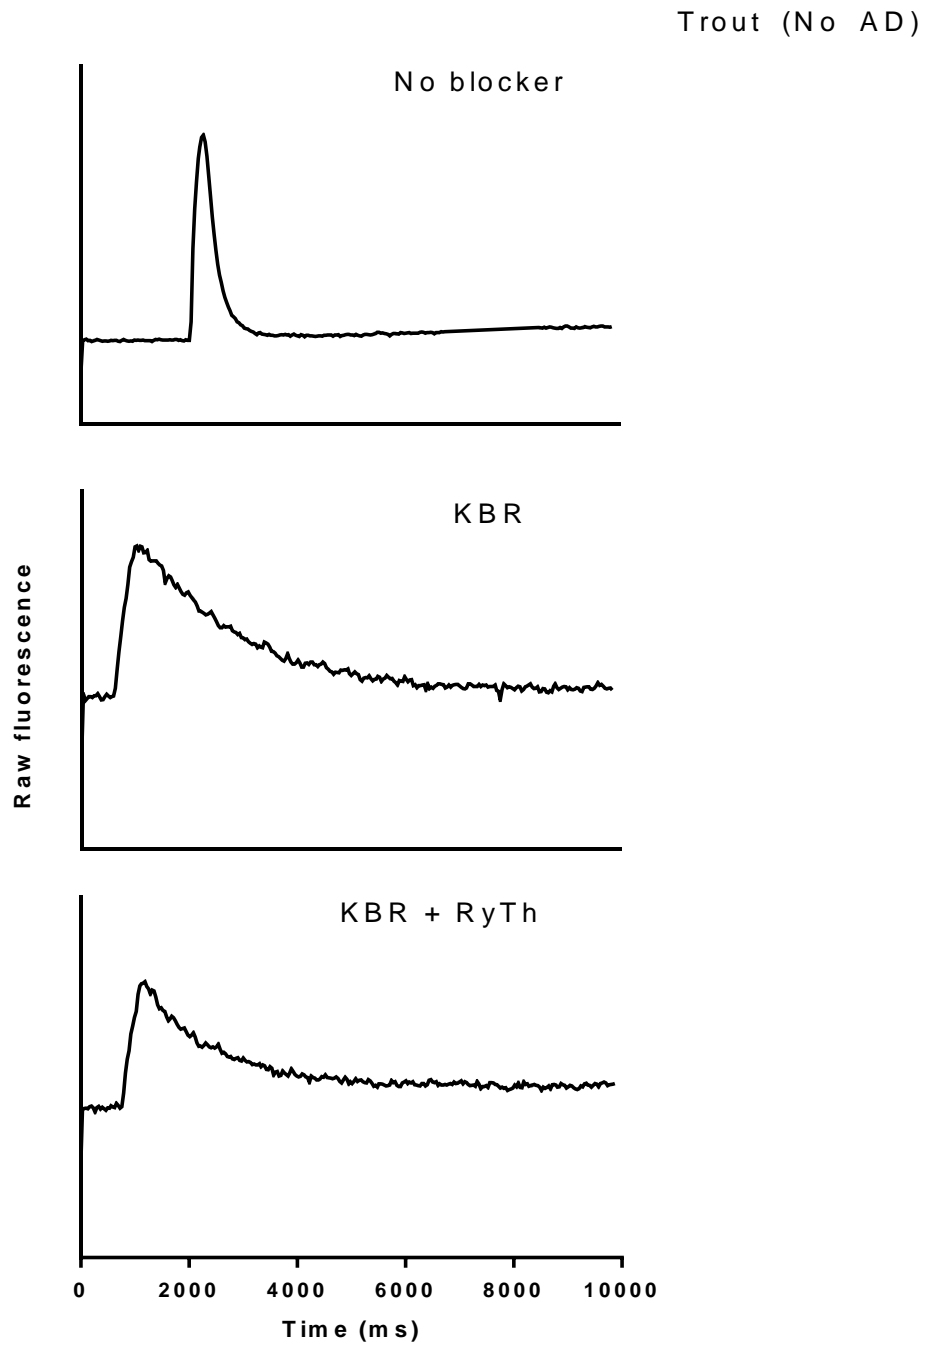 Trout (No AD)
No blocker
KBR
Raw fluorescence
KBR + RyTh
0 2000 4000 6000 8000 10000
Time (ms)